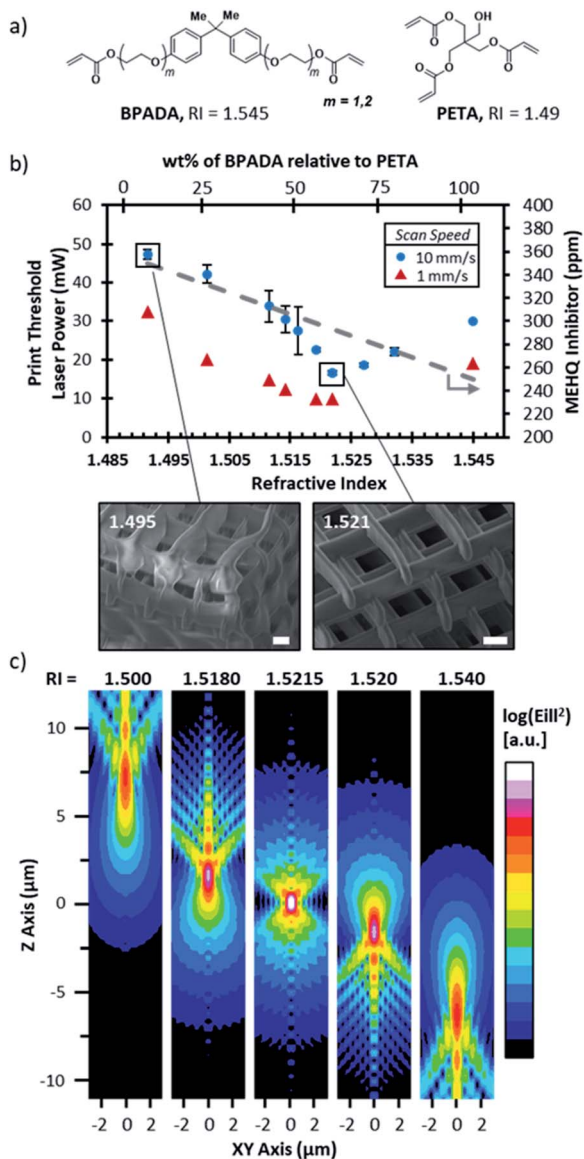 a)
Me Me
OH
O O O O O O O O
m m
m = 1,2
BPADA, RI = 1.545
PETA, RI = 1.49
b)
wt% of BPADA relative to PETA
0 25 50 75 100
Print Threshold
Laser Power (mW)
60
50
40
30
20
10
0
Scan Speed
10 mm/s
1 mm/s
400
380
360
340
320
300
280
260
240
220
200
MEHQ Inhibitor (ppm)
1.485 1.495 1.505 1.515 1.525 1.535 1.545
Refractive Index
1.495
1.521
c)
RI = 1.500 1.5180 1.5215 1.520 1.540
log(Eill²)
[a.u.]
Z Axis (µm)
10
5
0
-5
-10
-2 0 2 -2 0 2 -2 0 2 -2 0 2 -2 0 2
XY Axis (µm)